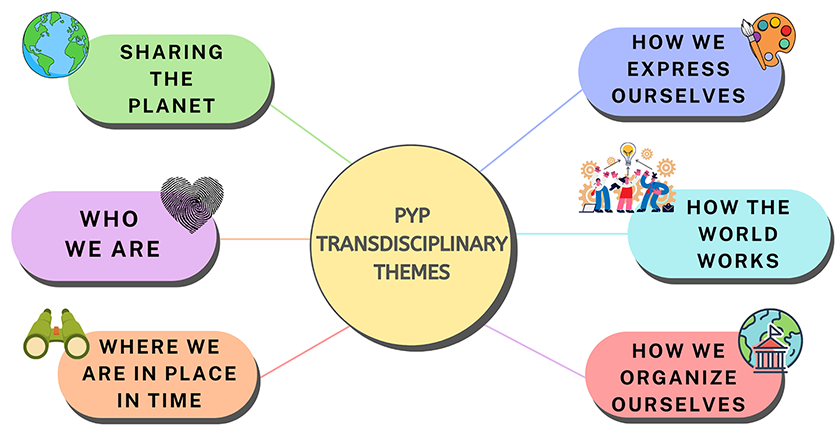 SHARING
THE
PLANET
HOW WE
EXPRESS
OURSELVES
WHO
WE ARE
PYP
TRANSDISCIPLINARY
THEMES
HOW THE
WORLD
WORKS
WHERE WE
ARE IN PLACE
IN TIME
HOW WE
ORGANIZE
OURSELVES